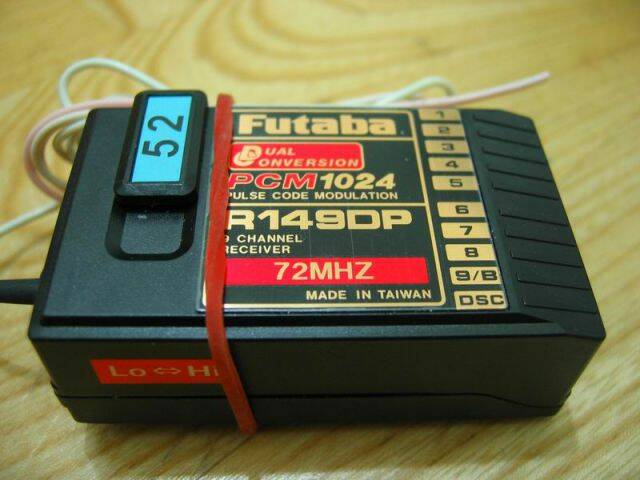 52
Futaba
DUAL
CONVERSION
PCM1024
PULSE CODE MODULATION
R149DP
9 CHANNEL
RECEIVER
72MHZ
MADE IN TAIWAN
1
2
3
4
5
6
7
8
9/B
DSC
Lo⇔Hi